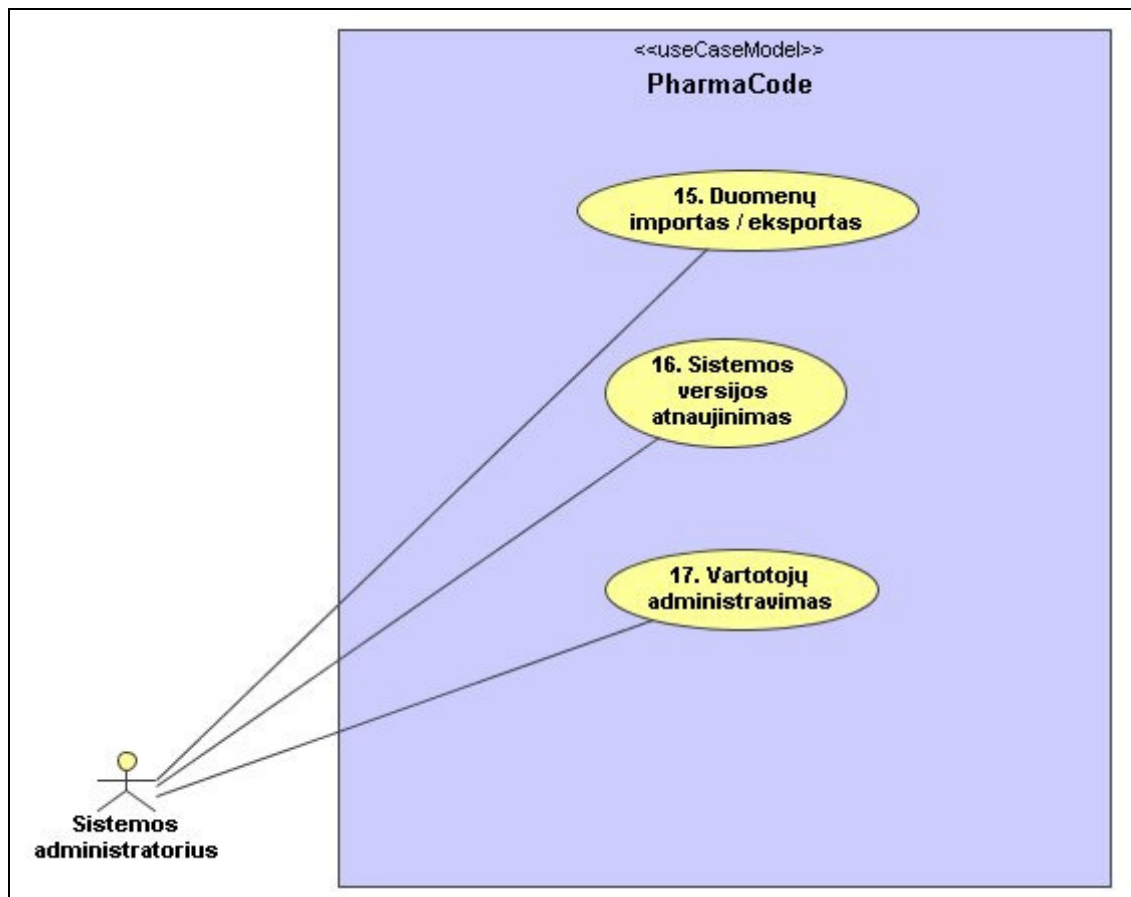 <<useCaseModel>>
PharmaCode
15. Duomenų
importas / eksportas
16. Sistemos
versijos
atnaujinimas
17. Vartotojų
administravimas
Sistemos
administratorius